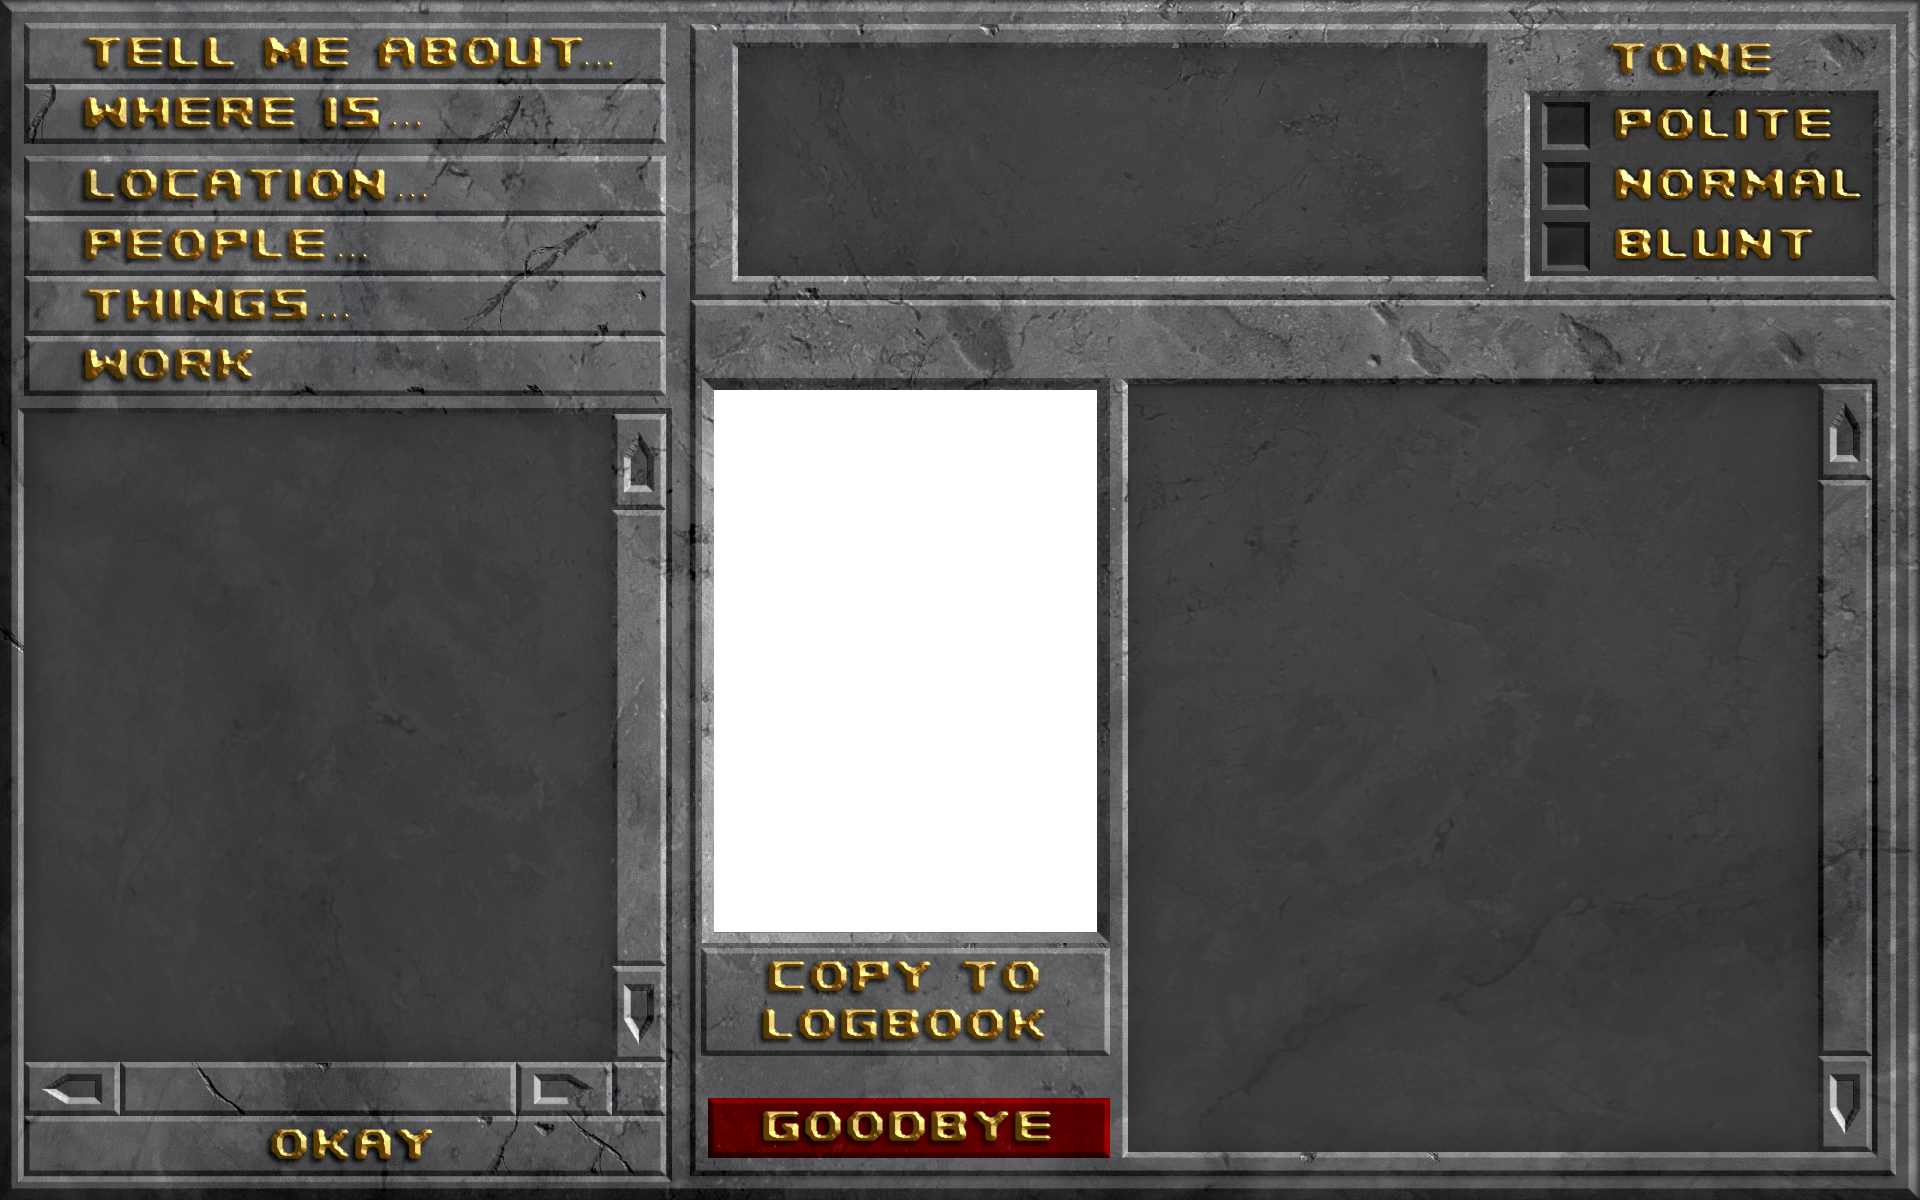 TELL ME ABOUT...
WHERE IS...
LOCATION...
PEOPLE...
THINGS...
WORK
OKAY
TONE
POLITE
NORMAL
BLUNT
COPY TO
LOGBOOK
GOODBYE